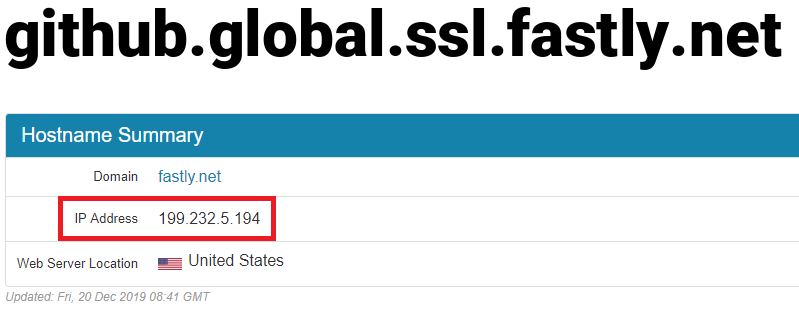 github.global.ssl.fastly.net
Hostname Summary
Domain fastly.net
IP Address 199.232.5.194
Web Server Location United States
Updated: Fri, 20 Dec 2019 08:41 GMT